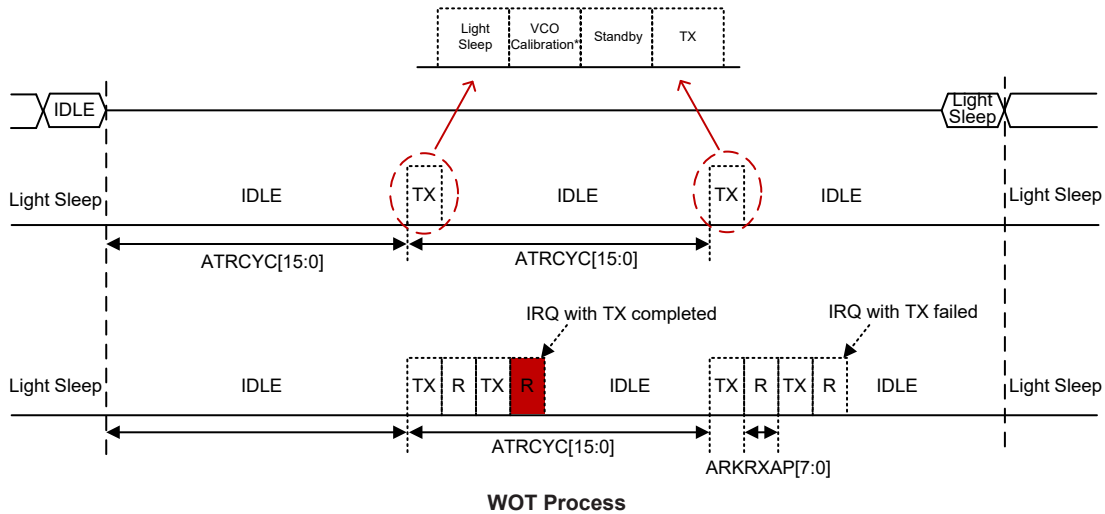 Light
Sleep
VCO
Calibration*
Standby
TX
IDLE
Light
Sleep
Light Sleep
IDLE
TX
IDLE
TX
IDLE
Light Sleep
ATRCYC[15:0]
ATRCYC[15:0]
IRQ with TX completed
IRQ with TX failed
Light Sleep
IDLE
TX
R
TX
R
IDLE
TX
R
TX
R
IDLE
Light Sleep
ATRCYC[15:0]
ARKRXAP[7:0]
WOT Process